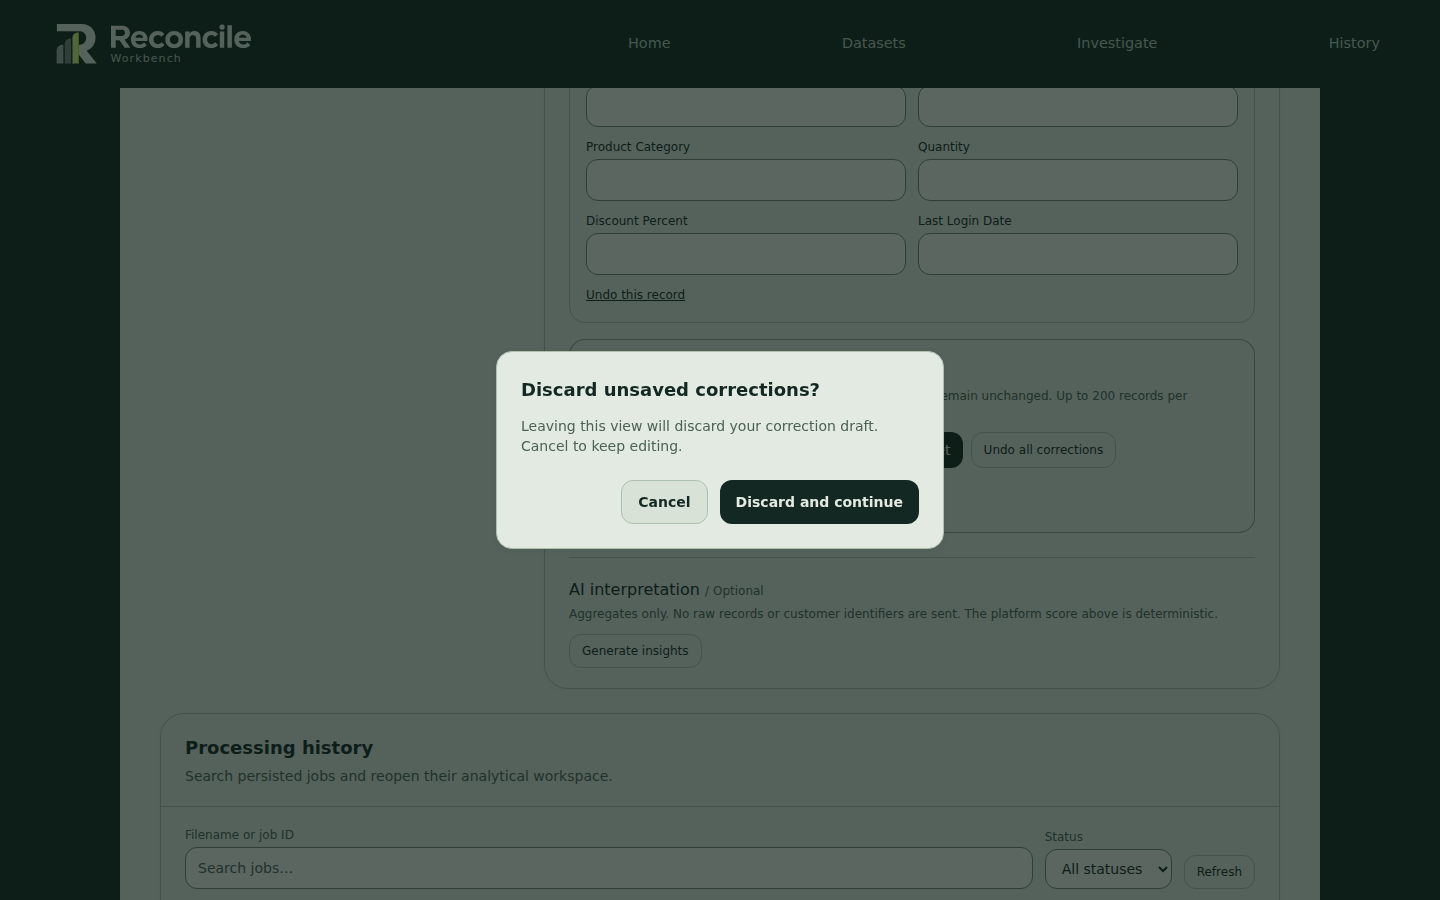 Reconcile
Workbench
Home
Datasets
Investigate
History
Product Category
Quantity
Discount Percent
Last Login Date
Undo this record
Discard unsaved corrections?
Leaving this view will discard your correction draft.
Cancel to keep editing.
Cancel
Discard and continue
remain unchanged. Up to 200 records per
Undo all corrections
AI interpretation / Optional
Aggregates only. No raw records or customer identifiers are sent. The platform score above is deterministic.
Generate insights
Processing history
Search persisted jobs and reopen their analytical workspace.
Filename or job ID
Status
Search jobs...
All statuses
Refresh